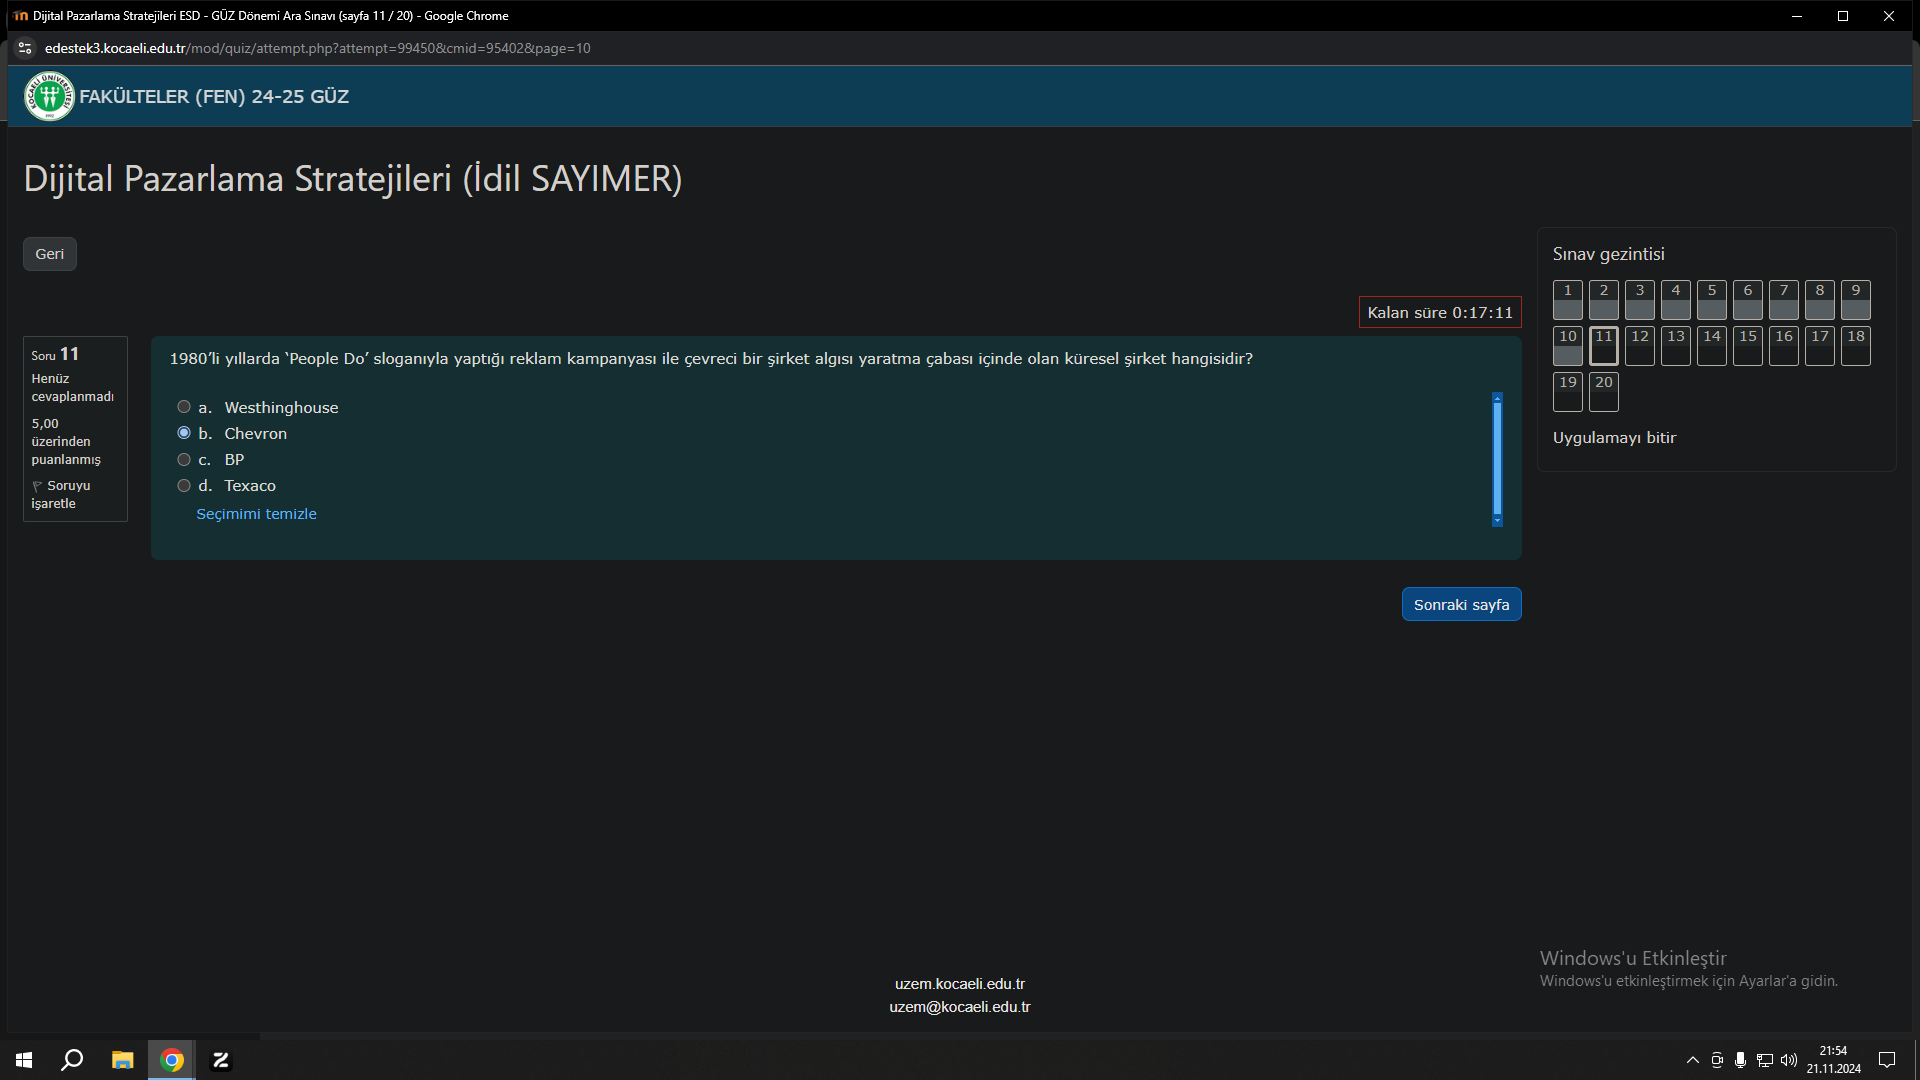 Dijital Pazarlama Stratejileri ESD - GÜZ Dönemi Ara Sınavı (sayfa 11 / 20) - Google Chrome
edestek3.kocaeli.edu.tr/mod/quiz/attempt.php?attempt=99450&cmid=95402&page=10
KOCAELİ ÜNİVERSİTESİ
1992
FAKÜLTELER (FEN) 24-25 GÜZ
Dijital Pazarlama Stratejileri (İdil SAYIMER)
Geri
Kalan süre 0:17:11
Soru 11
Henüz
cevaplanmadı
5,00
üzerinden
puanlanmış
Soruyu
işaretle
1980’li yıllarda ‘People Do’ sloganıyla yaptığı reklam kampanyası ile çevreci bir şirket algısı yaratma çabası içinde olan küresel şirket hangisidir?
a. Westhinghouse
b. Chevron
c. BP
d. Texaco
Seçimimi temizle
Sonraki sayfa
Sınav gezintisi
1 2 3 4 5 6 7 8 9
10 11 12 13 14 15 16 17 18
19 20
Uygulamayı bitir
Windows'u Etkinleştir
Windows'u etkinleştirmek için Ayarlar'a gidin.
uzem.kocaeli.edu.tr
uzem@kocaeli.edu.tr
21:54
21.11.2024